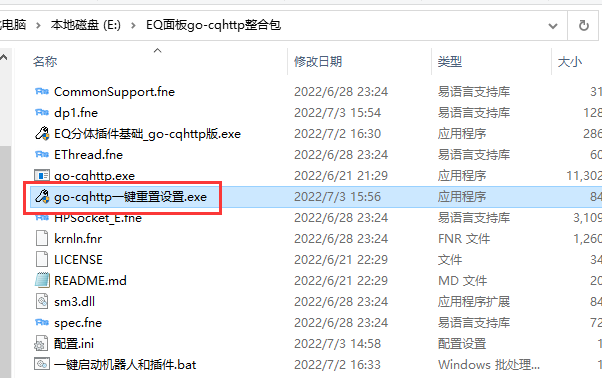 电脑 > 本地磁盘 (E:) > EQ面板go-cqhttp整合包
名称 修改日期 类型 大小
CommonSupport.fne 2022/6/28 23:24 易语言支持库 31
dp1.fne 2022/7/3 15:54 易语言支持库 128
EQ分体插件基础_go-cqhttp版.exe 2022/7/2 16:30 应用程序 286
EThread.fne 2022/6/28 23:24 易语言支持库
go-cqhttp.exe 2022/6/21 21:29 应用程序 11,302
go-cqhttp一键重置设置.exe 2022/7/3 15:56 应用程序 84
HPSocket_E.fne 2022/6/28 23:24 易语言支持库 3,109
krnln.fnr 2022/6/28 23:24 FNR 文件 1,260
LICENSE 2022/6/21 22:29 文件 34
README.md 2022/6/21 22:29 MD 文件 20
sm3.dll 2022/6/28 23:24 应用程序扩展 84
spec.fne 2022/6/28 23:24 易语言支持库 73
配置.ini 2022/7/3 14:58 配置设置
一键启动机器人和插件.bat 2022/7/2 16:33 Windows 批处理...